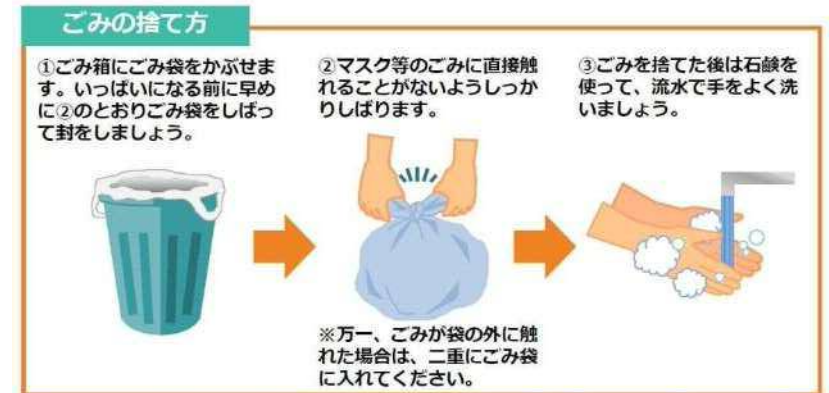 ごみの捨て方
①ごみ箱にごみ袋をかぶせま
す。いっぱいになる前に早め
に②のとおりごみ袋をしばっ
て封をしましょう。
②マスク等のごみに直接触
れることがないようしっか
りしばります。
※万一、ごみが袋の外に触
れた場合は、二重にごみ袋
に入れてください。
③ごみを捨てた後は石鹸を
使って、流水で手をよく洗
いましょう。